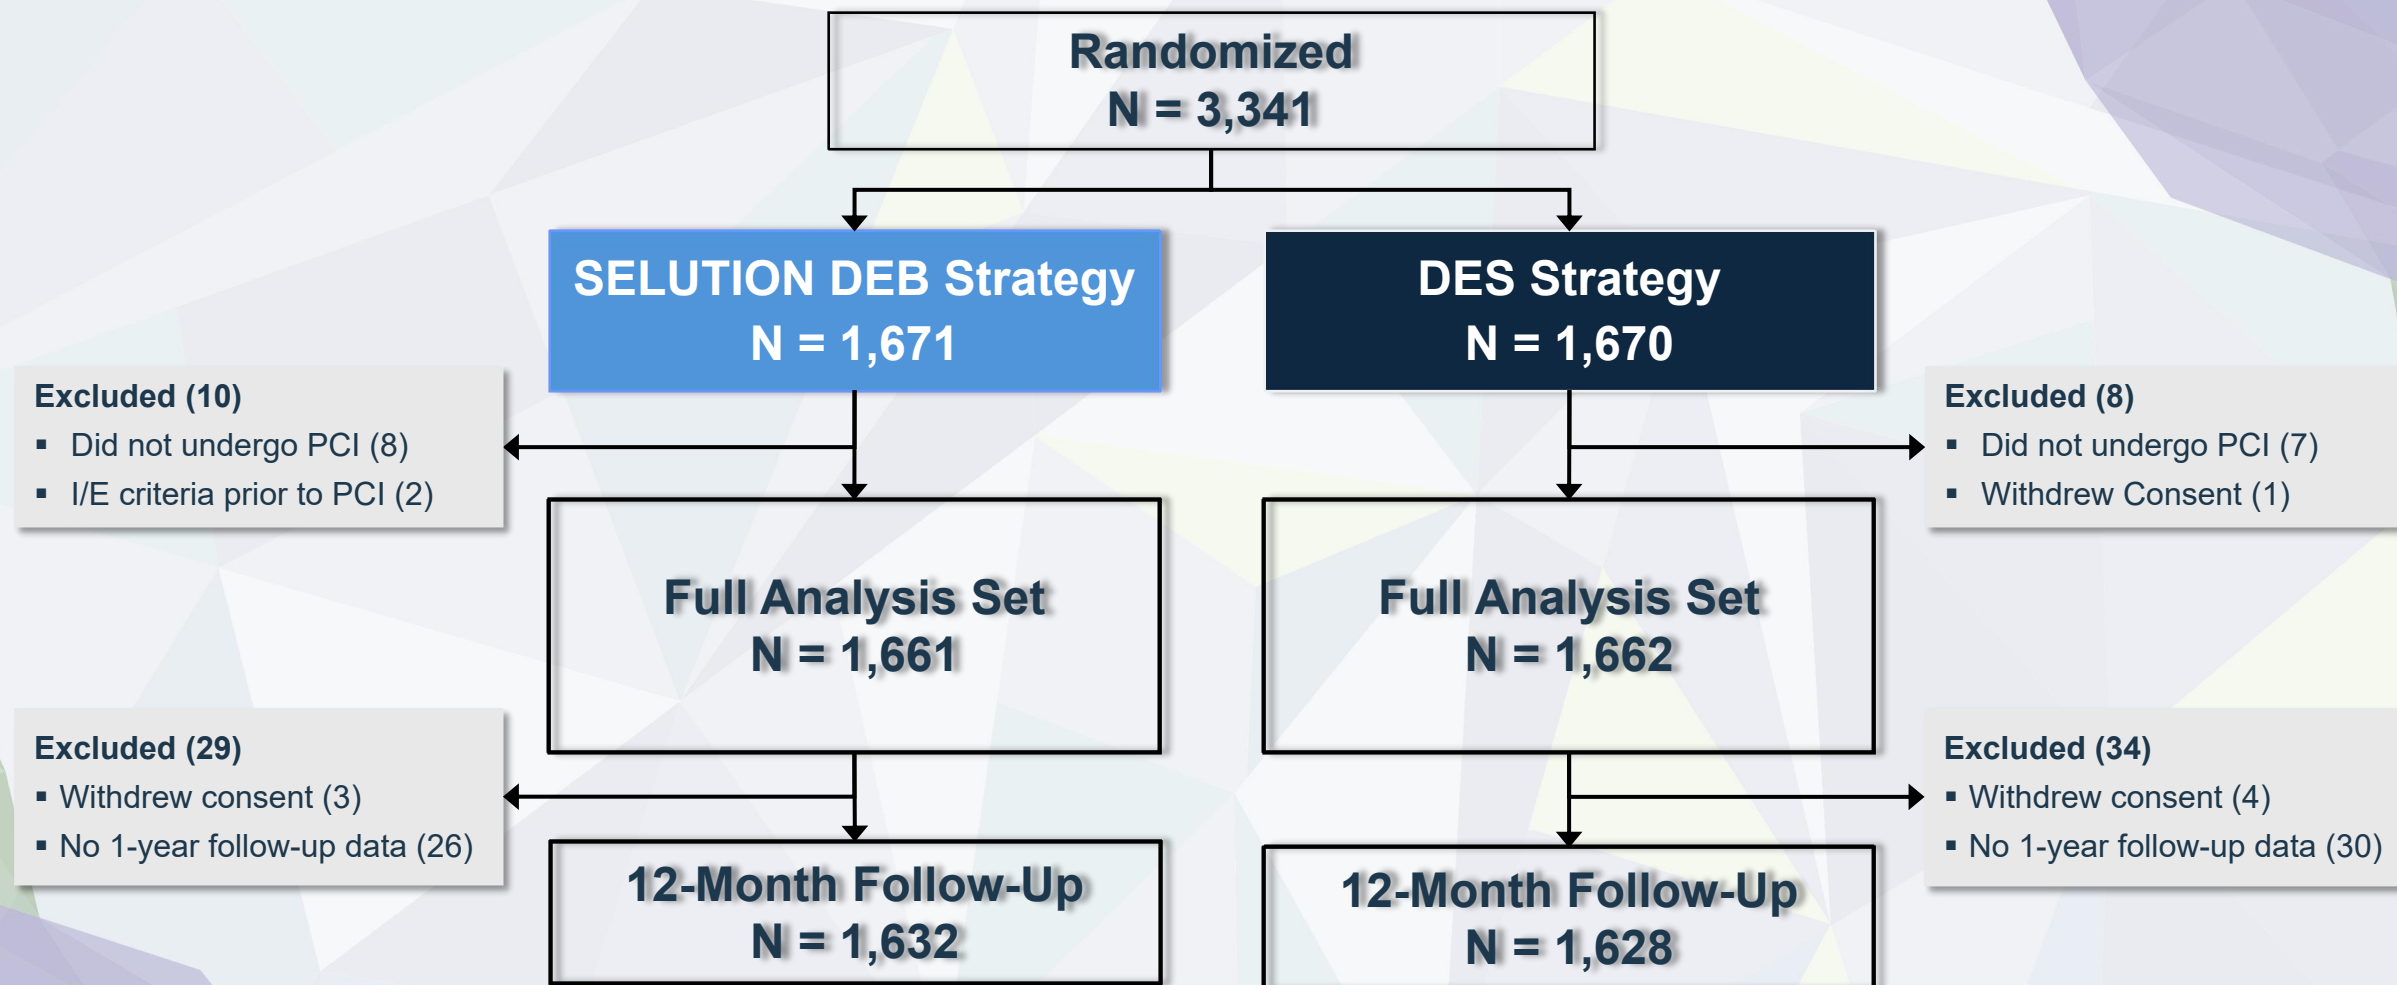 Randomized
N = 3,341
SELUTION DEB Strategy
N = 1,671
DES Strategy
N = 1,670
Excluded (10)
▪ Did not undergo PCI (8)
▪ I/E criteria prior to PCI (2)
Excluded (8)
▪ Did not undergo PCI (7)
▪ Withdrew Consent (1)
Full Analysis Set
N = 1,661
Full Analysis Set
N = 1,662
Excluded (29)
▪ Withdrew consent (3)
▪ No 1-year follow-up data (26)
Excluded (34)
▪ Withdrew consent (4)
▪ No 1-year follow-up data (30)
12-Month Follow-Up
N = 1,632
12-Month Follow-Up
N = 1,628